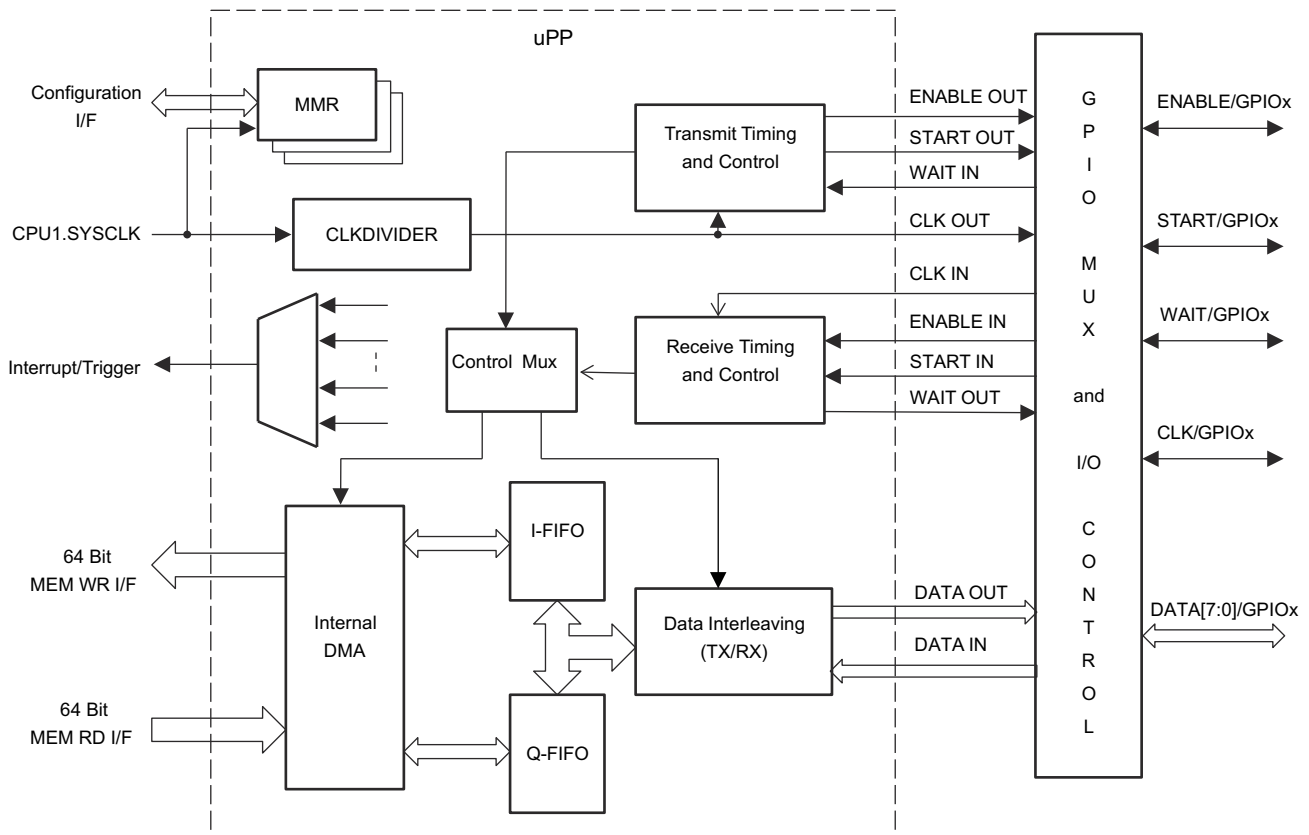 uPP
Configuration
I/F
MMR
CPU1.SYSCLK
CLKDIVIDER
Interrupt/Trigger
Transmit Timing
and Control
Control Mux
Receive Timing
and Control
64 Bit
MEM WR I/F
64 Bit
MEM RD I/F
Internal
DMA
I-FIFO
Q-FIFO
Data Interleaving
(TX/RX)
ENABLE OUT
START OUT
WAIT IN
CLK OUT
CLK IN
ENABLE IN
START IN
WAIT OUT
DATA OUT
DATA IN
G
P
I
O
M
U
X
and
I/O
C
O
N
T
R
O
L
ENABLE/GPIOx
START/GPIOx
WAIT/GPIOx
CLK/GPIOx
DATA[7:0]/GPIOx